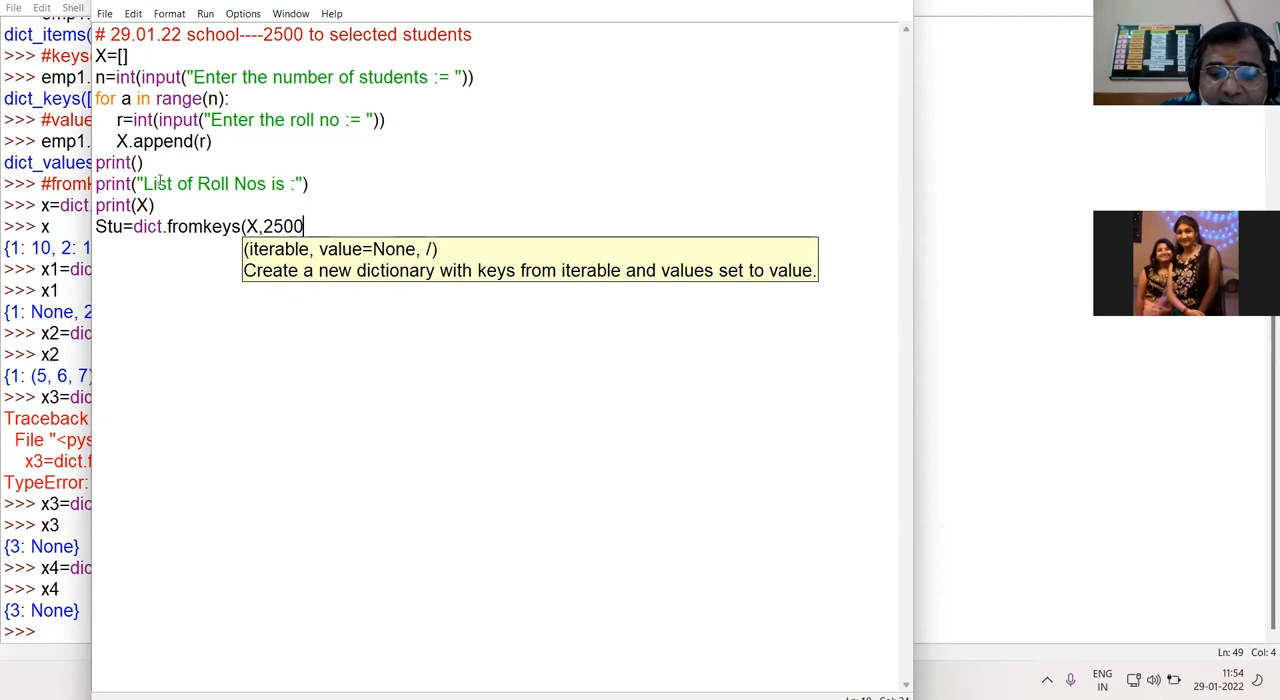 File Edit Shell
dict_items(
>>> #keys
>>> emp1.
dict_keys([
>>> #value
>>> emp1.
dict_values
>>> #fromk
>>> x=dict.
>>> x
{1: 10, 2: 1
>>> x1=dic
>>> x1
{1: None, 2
>>> x2=dic
>>> x2
{1: (5, 6, 7)
>>> x3=dic
Traceback
File "<pys
x3=dict.f
TypeError:
>>> x3=dic
>>> x3
{3: None}
>>> x4=dic
>>> x4
{3: None}
>>>
File Edit Format Run Options Window Help
# 29.01.22 school----2500 to selected students
X=[]
n=int(input("Enter the number of students := "))
for a in range(n):
r=int(input("Enter the roll no := "))
X.append(r)
print()
print("List of Roll Nos is :")
print(X)
Stu=dict.fromkeys(X,2500
(iterable, value=None, /)
Create a new dictionary with keys from iterable and values set to value.
Ln: 49 Col: 4
ENG
IN
11:54
29-01-2022